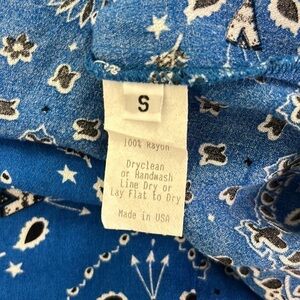 S
100% Rayon
Dryclean
or Handwash
Line Dry or
Lay Flat to Dry
Made in USA